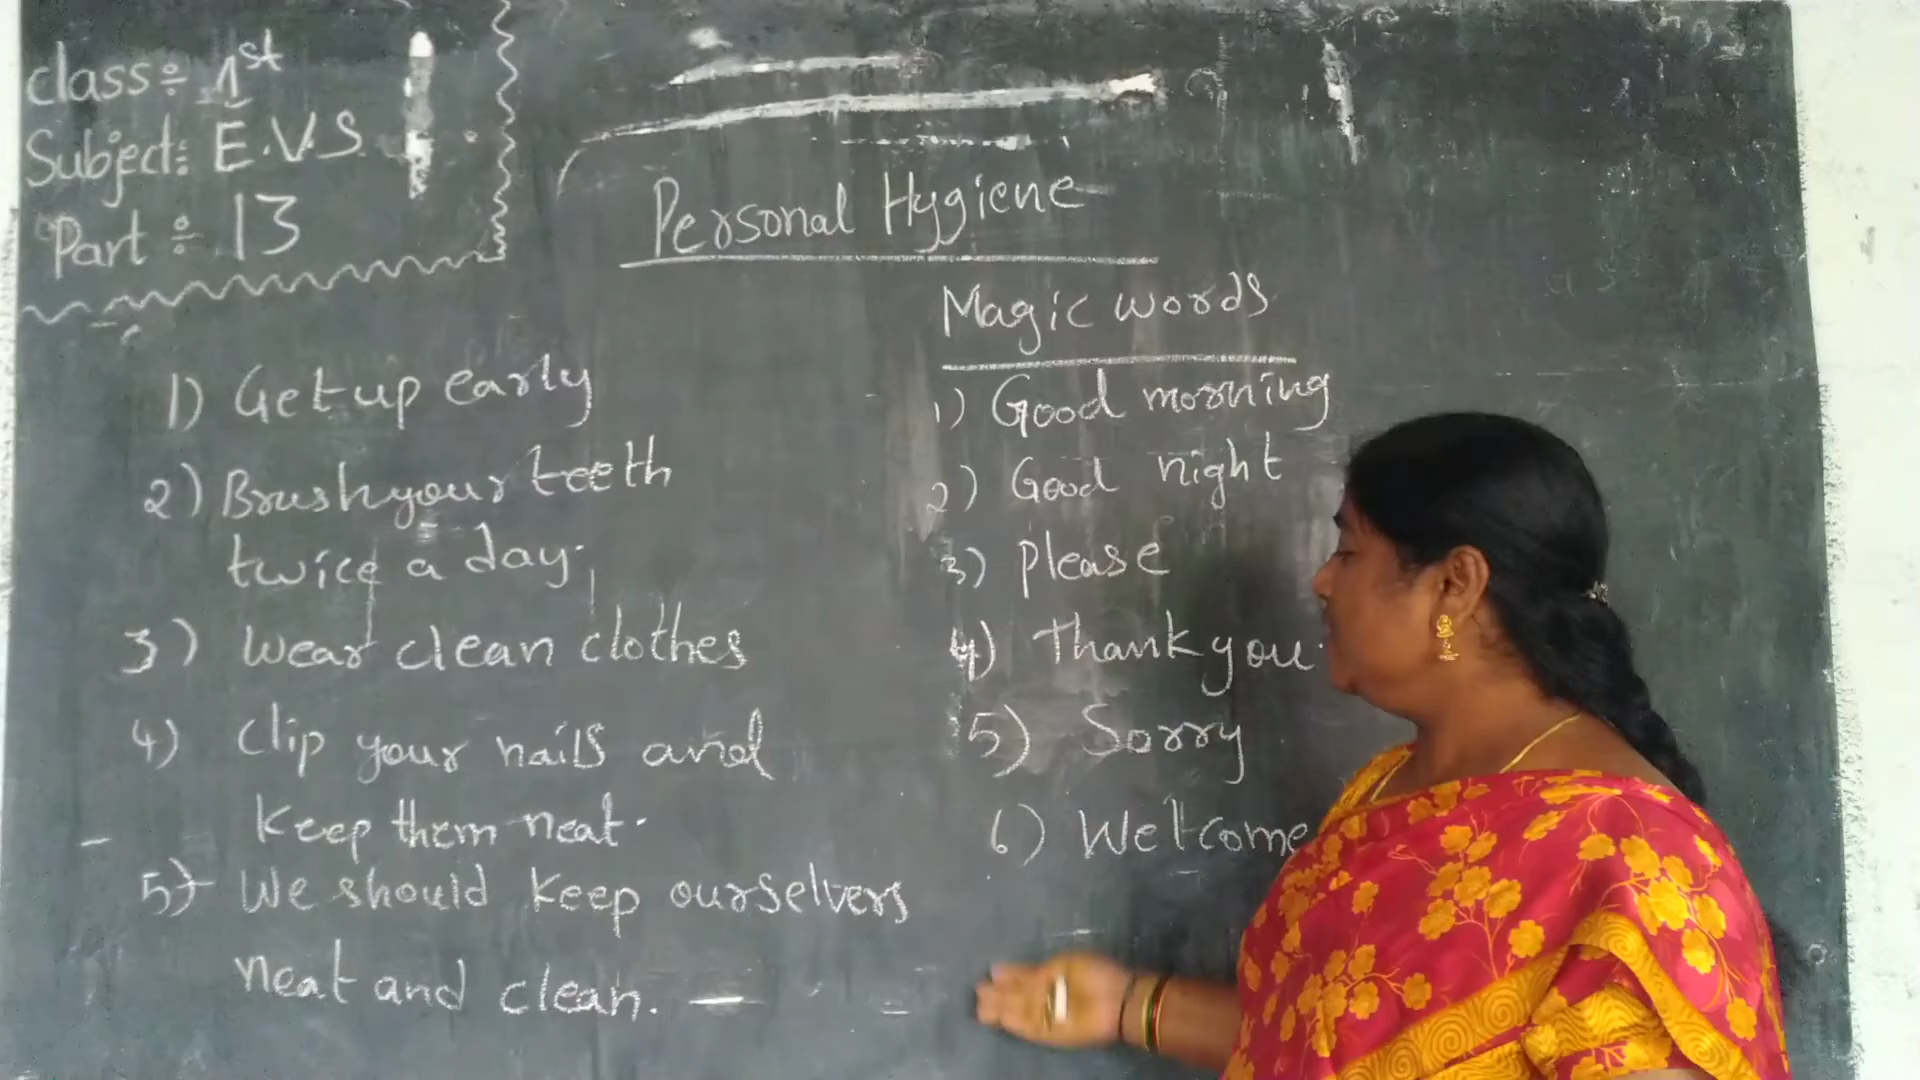 class÷ 1st
Subject: E.V.S
Part ÷ 13
Personal Hygiene
1) Get up early
2) Brush your teeth
twice a day.
3) Wear clean clothes
4) Clip your nails and
Keep them neat.
5) We should Keep ourselvers
neat and clean.
Magic words
1) Good morning
2) Good night
3) please
4) Thank you.
5) Sorry
6) Welcome